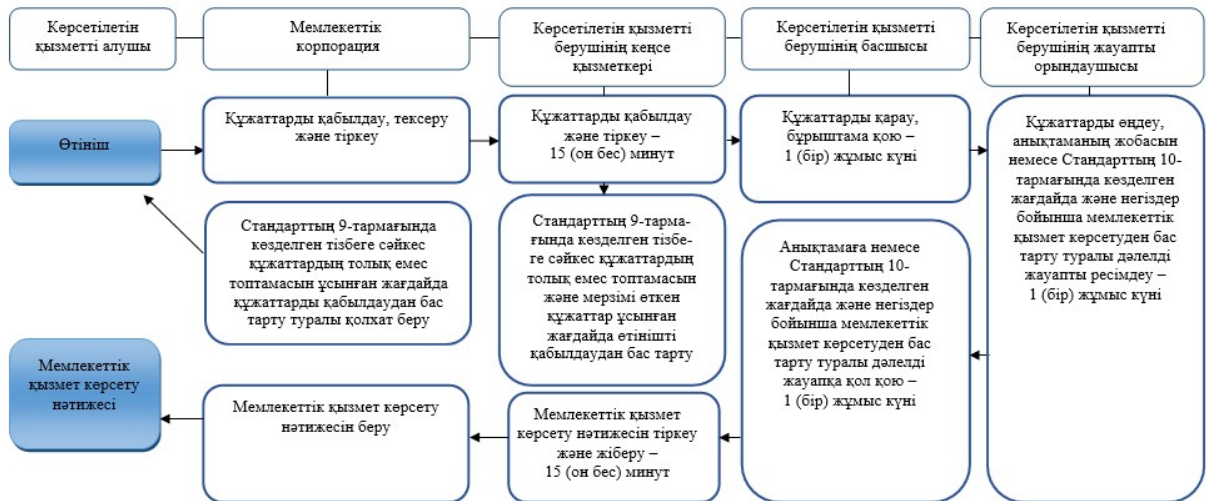 Көрсетілетін
қызметті алушы
Мемлекеттік
корпорация
Көрсетілетін қызметті
берушінің кеңсе
қызметкері
Көрсетілетін қызметті
берушінің басшысы
Көрсетілетін қызметті
берушінің жауапты
орындаушысы
Өтініш
Құжаттарды қабылдау, тексеру
және тіркеу
Құжаттарды қабылдау
және тіркеу –
15 (он бес) минут
Құжаттарды қарау,
бұрыштама қою –
1 (бір) жұмыс күні
Құжаттарды өңдеу,
анықтаманың жобасын
немесе Стандарттың 10-
тармағында көзделген
жағдайда және негіздер
бойынша мемлекеттік
қызмет көрсетуден бас
тарту туралы дәлелді
жауапты ресімдеу –
1 (бір) жұмыс күні
Стандарттың 9-тармағында
көзделген тізбеге сәйкес
құжаттардың толық емес
топтамасын ұсынған жағдайда
құжаттарды қабылдаудан бас
тарту туралы қолхат беру
Стандарттың 9-тарма-
ғында көзделген тізбе-
ге сәйкес құжаттардың
толық емес топтамасын
және мерзімі өткен
құжаттар ұсынған
жағдайда өтінішті
қабылдаудан бас тарту
Анықтамаға немесе
Стандарттың 10-
тармағында көзделген
жағдайда және негіздер
бойынша мемлекеттік
қызмет көрсетуден бас
тарту туралы дәлелді
жауапқа қол қою –
1 (бір) жұмыс күні
Мемлекеттік
қызмет көрсету
нәтижесі
Мемлекеттік қызмет көрсету
нәтижесін беру
Мемлекеттік қызмет
көрсету нәтижесін тіркеу
және жіберу –
15 (он бес) минут